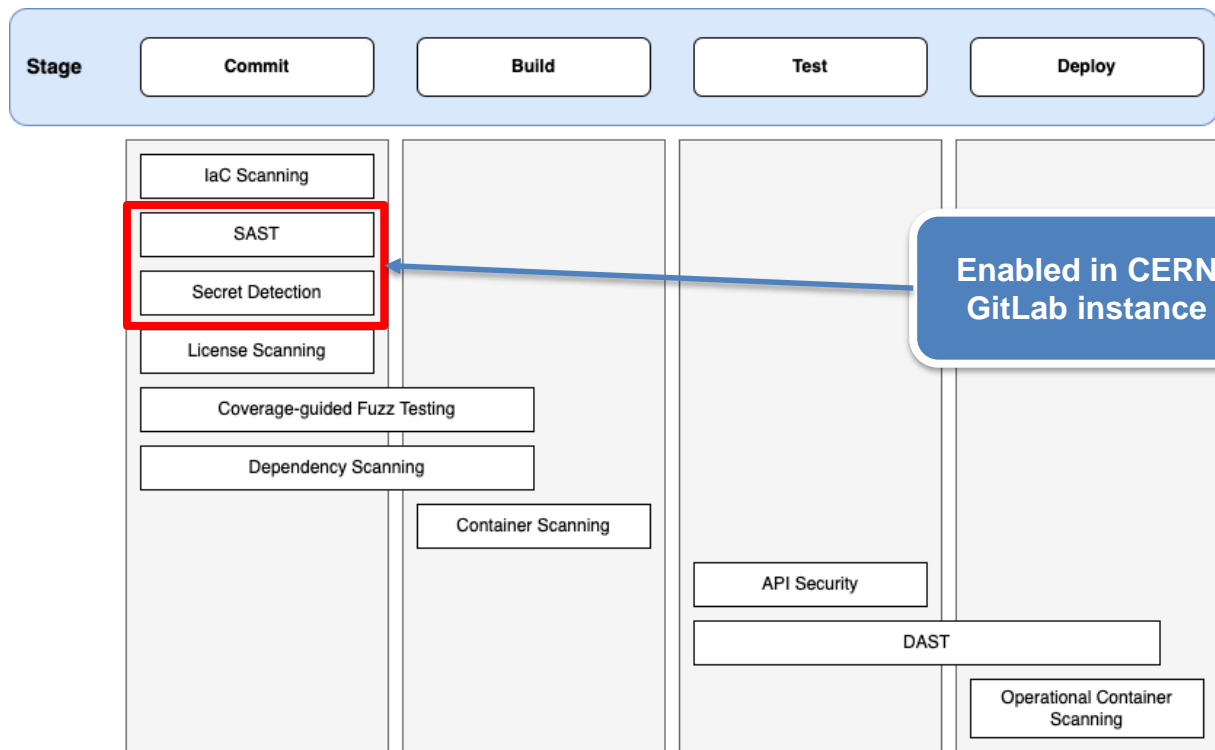 Stage
Commit
Build
Test
Deploy
IaC Scanning
SAST
Secret Detection
Enabled in CERN
GitLab instance
License Scanning
Coverage-guided Fuzz Testing
Dependency Scanning
Container Scanning
API Security
DAST
Operational Container
Scanning